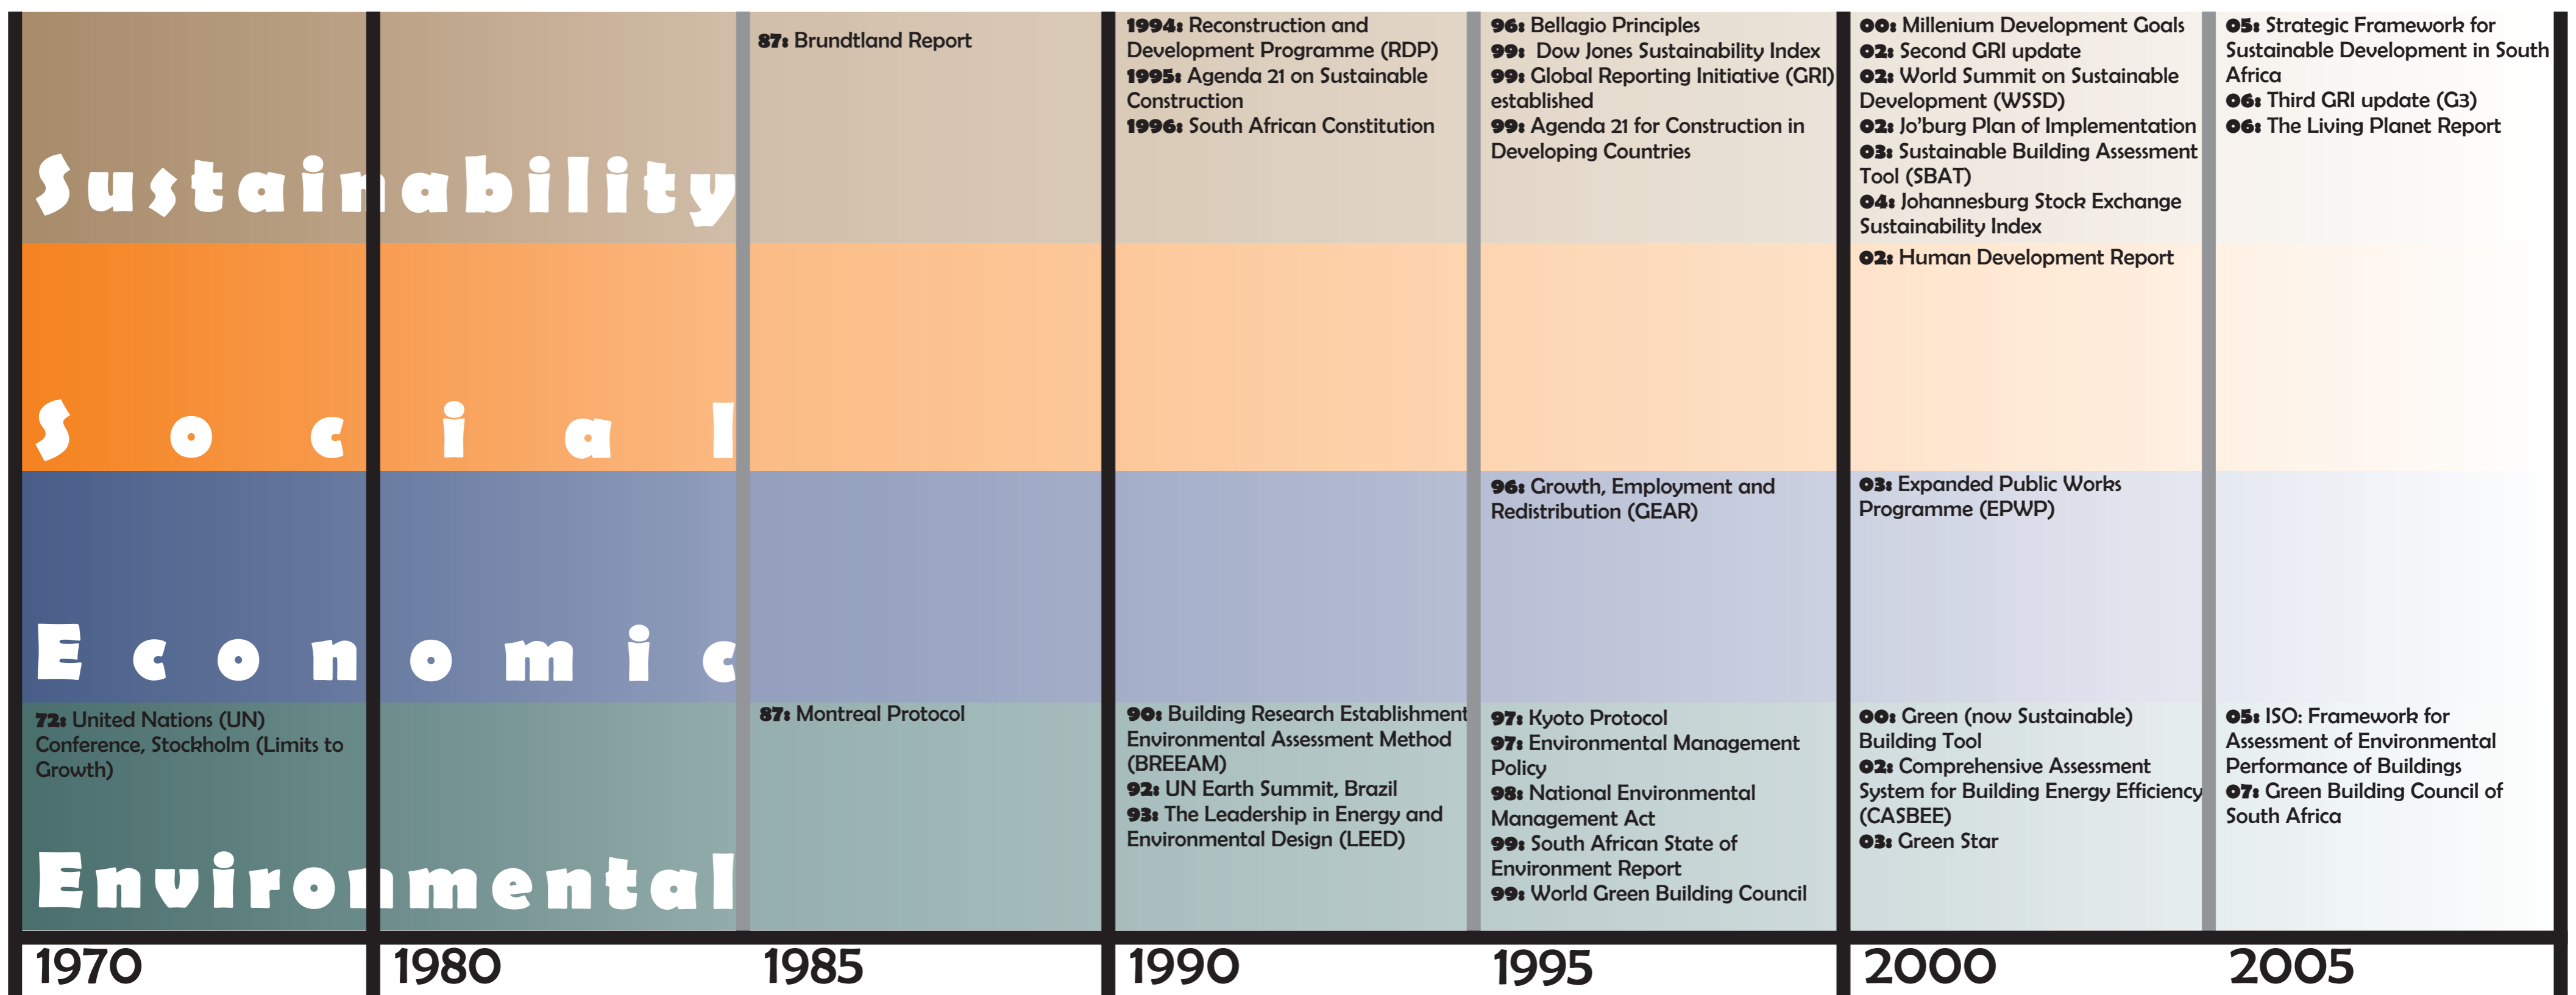 Sustainability
87: Brundtland Report
1994: Reconstruction and
Development Programme (RDP)
1995: Agenda 21 on Sustainable
Construction
1996: South African Constitution
96: Bellagio Principles
99: Dow Jones Sustainability Index
99: Global Reporting Initiative (GRI)
established
99: Agenda 21 for Construction in
Developing Countries
00: Millenium Development Goals
02: Second GRI update
02: World Summit on Sustainable
Development (WSSD)
02: Jo'burg Plan of Implementation
03: Sustainable Building Assessment
Tool (SBAT)
04: Johannesburg Stock Exchange
Sustainability Index
05: Strategic Framework for
Sustainable Development in South
Africa
06: Third GRI update (G3)
06: The Living Planet Report
Social
02: Human Development Report
Economic
96: Growth, Employment and
Redistribution (GEAR)
03: Expanded Public Works
Programme (EPWP)
72: United Nations (UN)
Conference, Stockholm (Limits to
Growth)
Environmental
87: Montreal Protocol
90: Building Research Establishment
Environmental Assessment Method
(BREEAM)
92: UN Earth Summit, Brazil
93: The Leadership in Energy and
Environmental Design (LEED)
97: Kyoto Protocol
97: Environmental Management
Policy
98: National Environmental
Management Act
99: South African State of
Environment Report
99: World Green Building Council
00: Green (now Sustainable)
Building Tool
02: Comprehensive Assessment
System for Building Energy Efficiency
(CASBEE)
03: Green Star
05: ISO: Framework for
Assessment of Environmental
Performance of Buildings
07: Green Building Council of
South Africa
1970
1980
1985
1990
1995
2000
2005